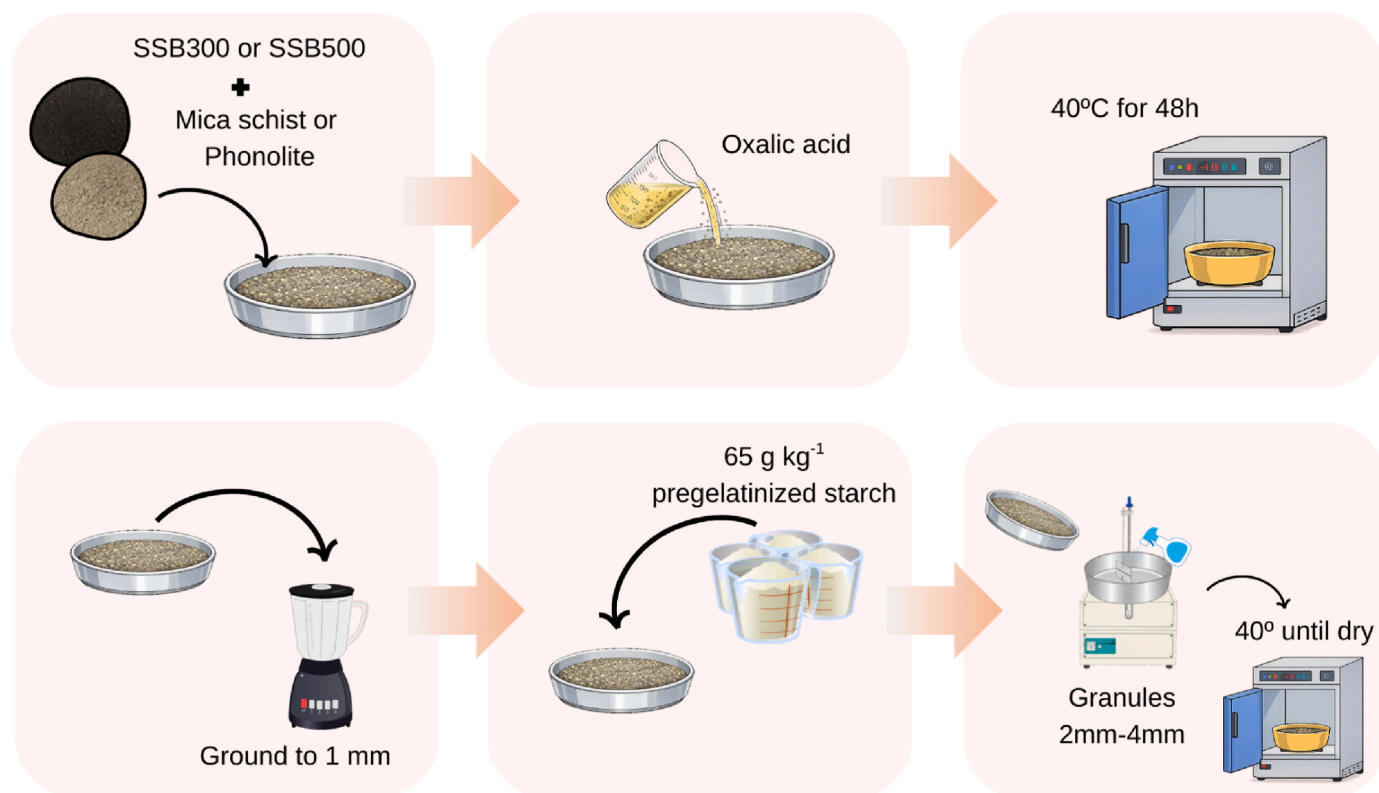 SSB300 or SSB500
+
Mica schist or
Phonolite
Oxalic acid
40ºC for 48h
Ground to 1 mm
65 g kg⁻¹
pregelatinized starch
Granules
2mm-4mm
40º until dry